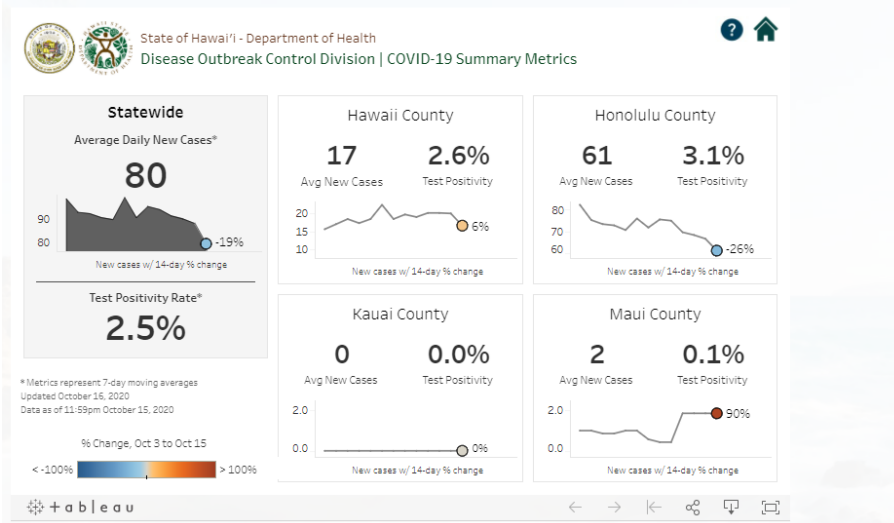 State of Hawaiʻi - Department of Health
Disease Outbreak Control Division | COVID-19 Summary Metrics
?
Statewide
Average Daily New Cases*
80
90
80
-19%
New cases w/ 14-day % change
Test Positivity Rate*
2.5%
Hawaii County
17
2.6%
Avg New Cases
Test Positivity
20
15
10
6%
New cases w/ 14-day % change
Honolulu County
61
3.1%
Avg New Cases
Test Positivity
80
70
60
-26%
New cases w/ 14-day % change
Kauai County
0
0.0%
Avg New Cases
Test Positivity
2.0
0.0
0%
New cases w/ 14-day % change
Maui County
2
0.1%
Avg New Cases
Test Positivity
2.0
0.0
90%
New cases w/ 14-day % change
* Metrics represent 7-day moving averages
Updated October 16, 2020
Data as of 11:59pm October 15, 2020
% Change, Oct 3 to Oct 15
< -100%
> 100%
+ a b | e a u